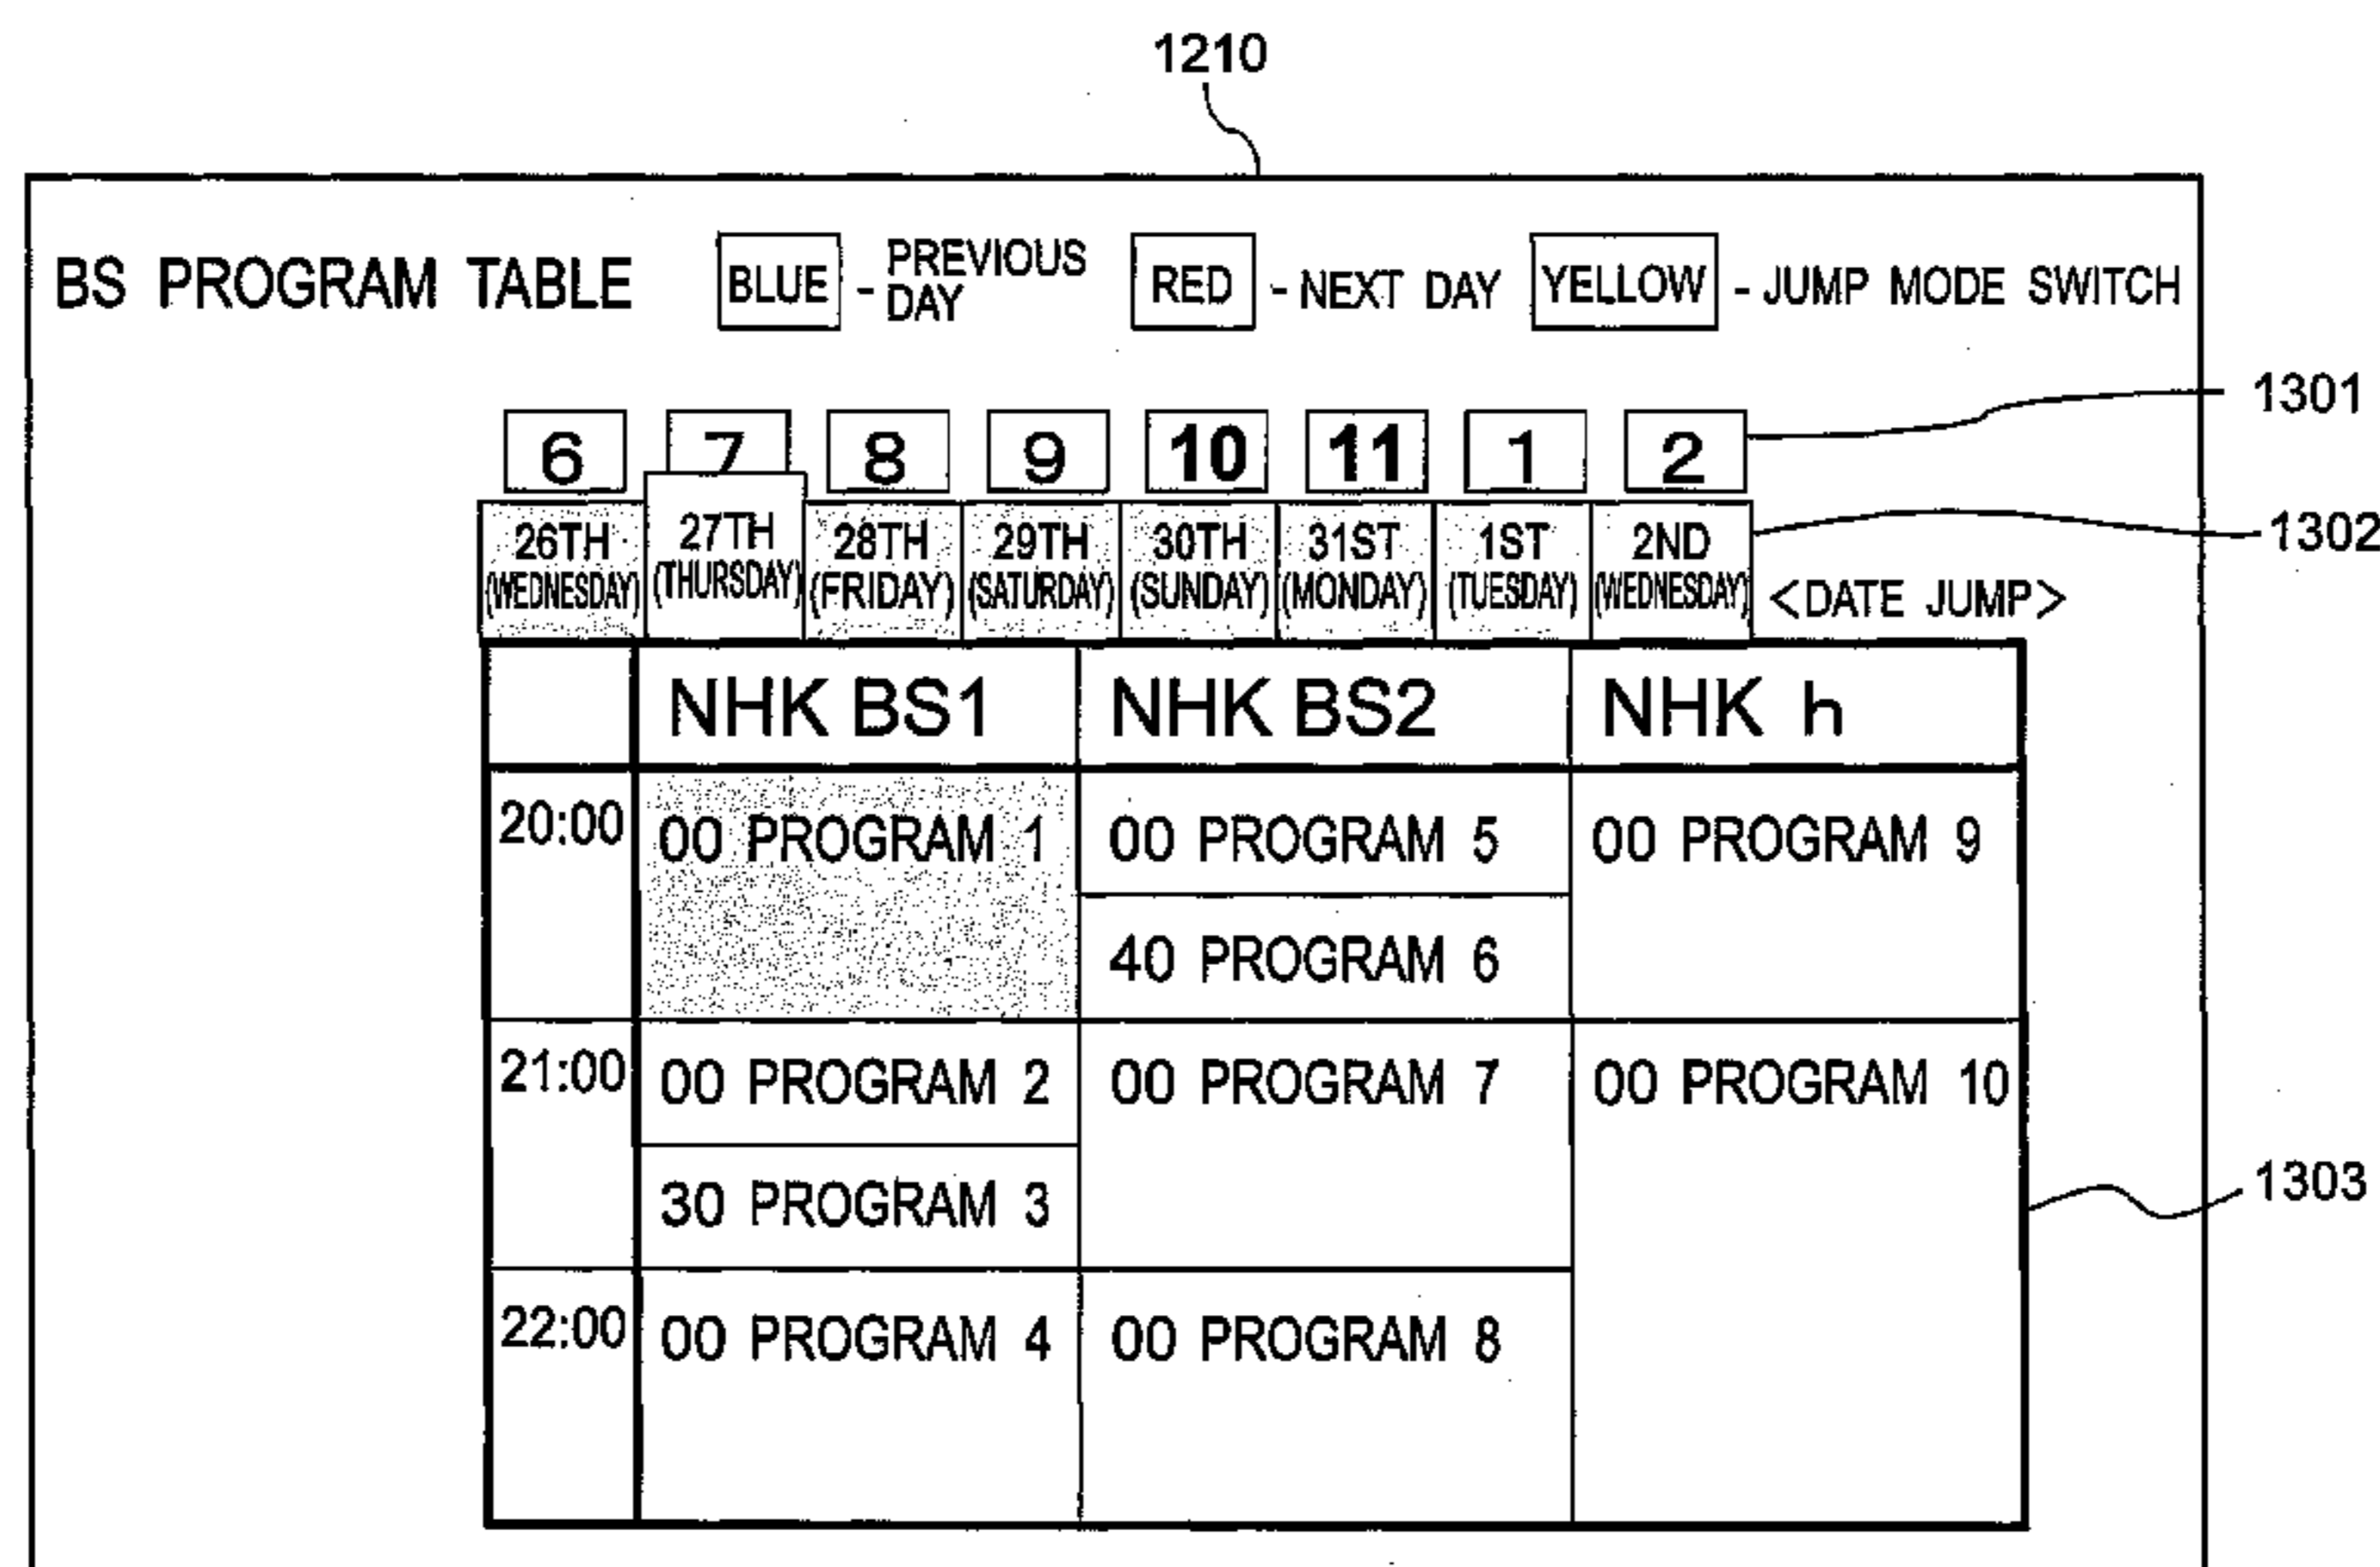 1210
BS PROGRAM TABLE BLUE - PREVIOUS DAY RED - NEXT DAY YELLOW - JUMP MODE SWITCH
6 7 8 9 10 11 1 2 1301
26TH (WEDNESDAY) 27TH (THURSDAY) 28TH (FRIDAY) 29TH (SATURDAY) 30TH (SUNDAY) 31ST (MONDAY) 1ST (TUESDAY) 2ND (WEDNESDAY) 1302
<DATE JUMP>
NHK BS1 NHK BS2 NHK h
20:00 00 PROGRAM 1 00 PROGRAM 5 00 PROGRAM 9
40 PROGRAM 6
21:00 00 PROGRAM 2 00 PROGRAM 7 00 PROGRAM 10
30 PROGRAM 3 1303
22:00 00 PROGRAM 4 00 PROGRAM 8